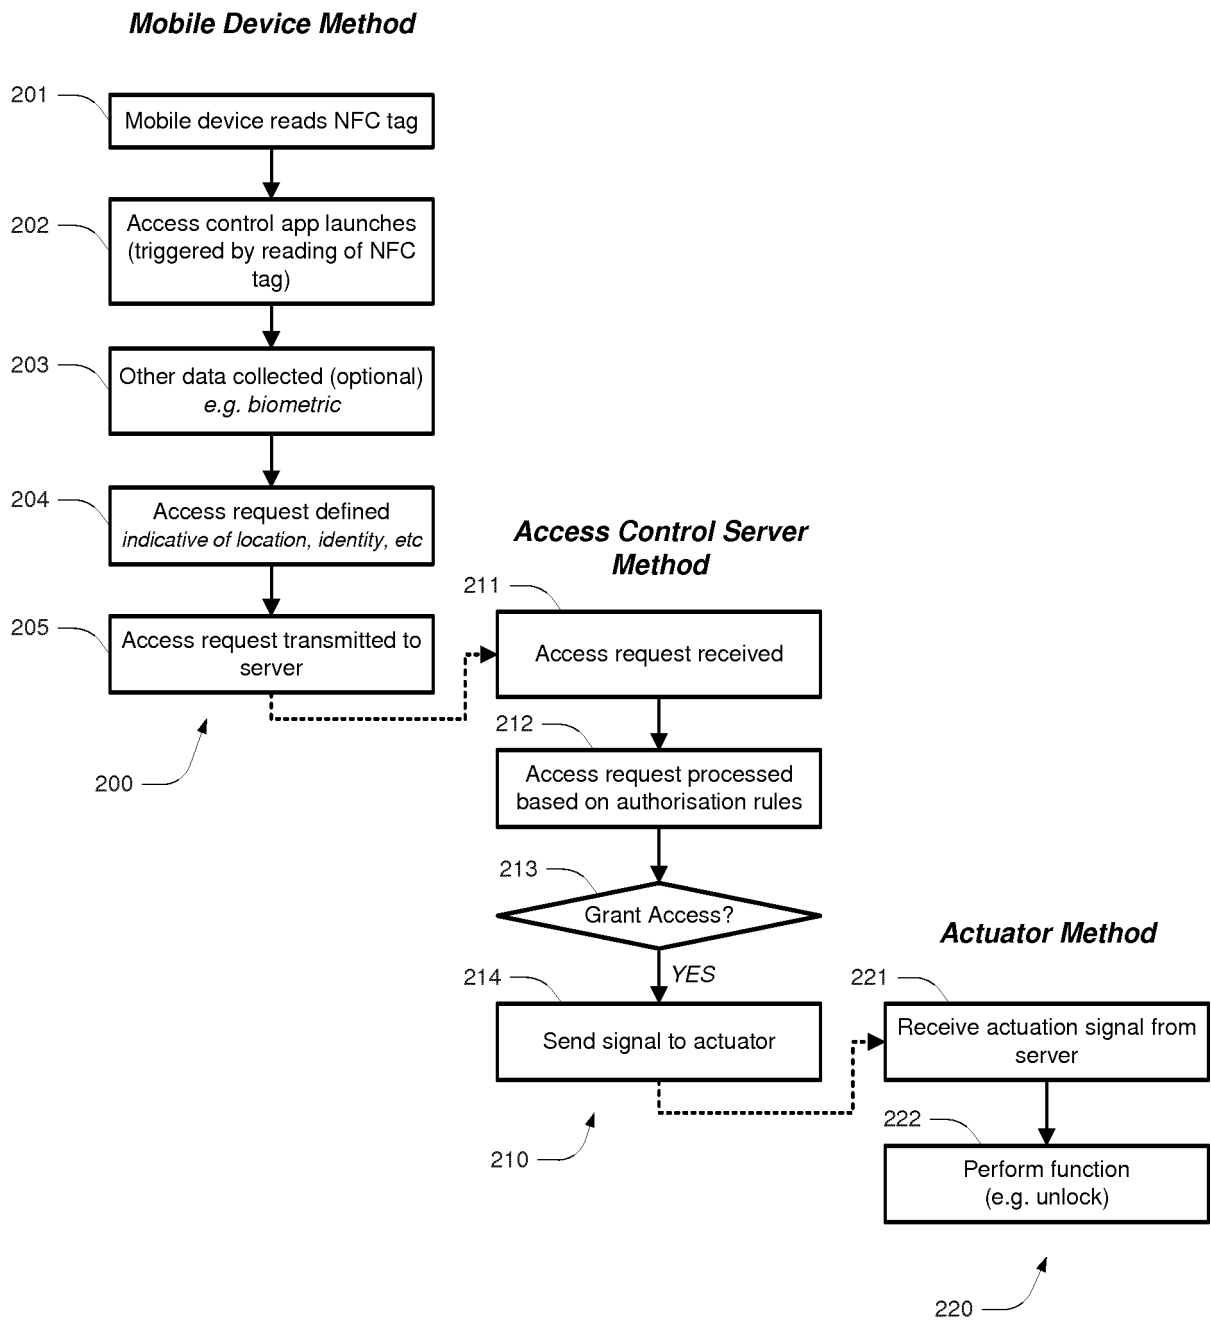 Mobile Device Method
201
Mobile device reads NFC tag
202
Access control app launches
(triggered by reading of NFC
tag)
203
Other data collected (optional)
e.g. biometric
204
Access request defined
indicative of location, identity, etc
205
Access request transmitted to
server
200
Access Control Server
Method
211
Access request received
212
Access request processed
based on authorisation rules
213
Grant Access?
YES
214
Send signal to actuator
210
Actuator Method
221
Receive actuation signal from
server
222
Perform function
(e.g. unlock)
220